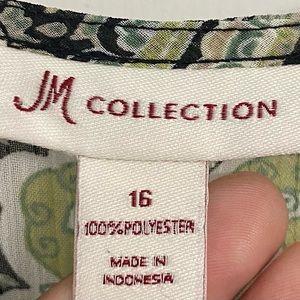 JM COLLECTION
16
100%POLYESTER
MADE IN
INDONESIA